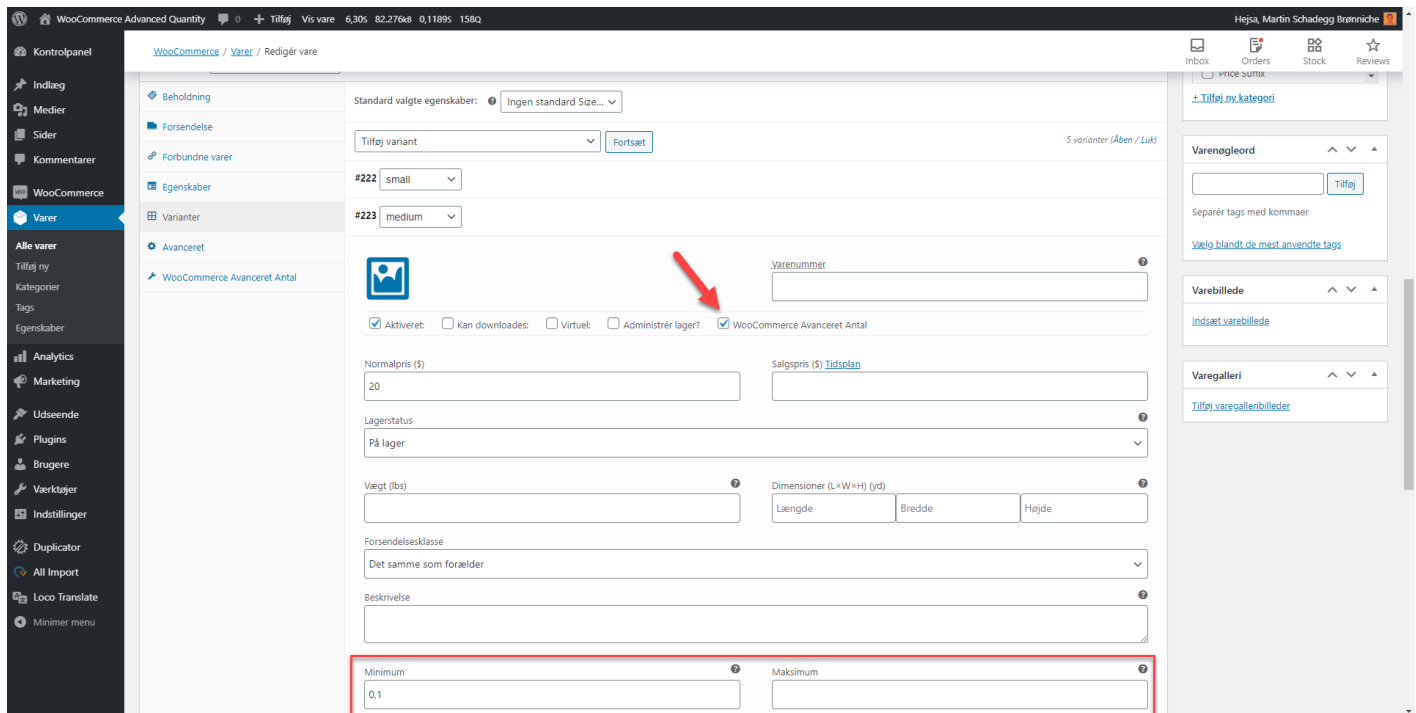 WooCommerce Advanced Quantity 0 Tilføj Vis vare 6,30s 82.276kB 0,1189s 158Q Hejsa, Martin Schadegg Brønniche
Kontrolpanel
Indlæg
Medier
Sider
Kommentarer
WooCommerce
Varer
Alle varer
Tilføj ny
Kategorier
Tags
Egenskaber
Analytics
Marketing
Udseende
Plugins
Brugere
Værktøjer
Indstillinger
Duplicator
All Import
Loco Translate
Minimer menu
WooCommerce / Varer / Redigér vare
Inbox Orders Stock Reviews
Beholdning
Forsendelse
Forbundne varer
Egenskaber
Varianter
Avanceret
WooCommerce Avanceret Antal
Standard valgte egenskaber: Ingen standard Size...
Tilføj variant Fortsæt 5 varianter (Åben / Luk)
#222 small
#223 medium
Varenummer
Aktiveret: Kan downloades: Virtuel: Administrér lager? WooCommerce Avanceret Antal
Normalpris ($) Salgspris ($) Tidsplan
20
Lagerstatus
På lager
Vægt (lbs) Dimensioner (L×W×H) (yd)
Længde Bredde Højde
Forsendelsesklasse
Det samme som forælder
Beskrivelse
Minimum Maksimum
0,1
Price Suffix
+ Tilføj ny kategori
Varenøgleord
Tilføj
Separér tags med kommaer
Vælg blandt de mest anvendte tags
Varebillede
Indsæt varebillede
Varegalleri
Tilføj varegalleribilleder